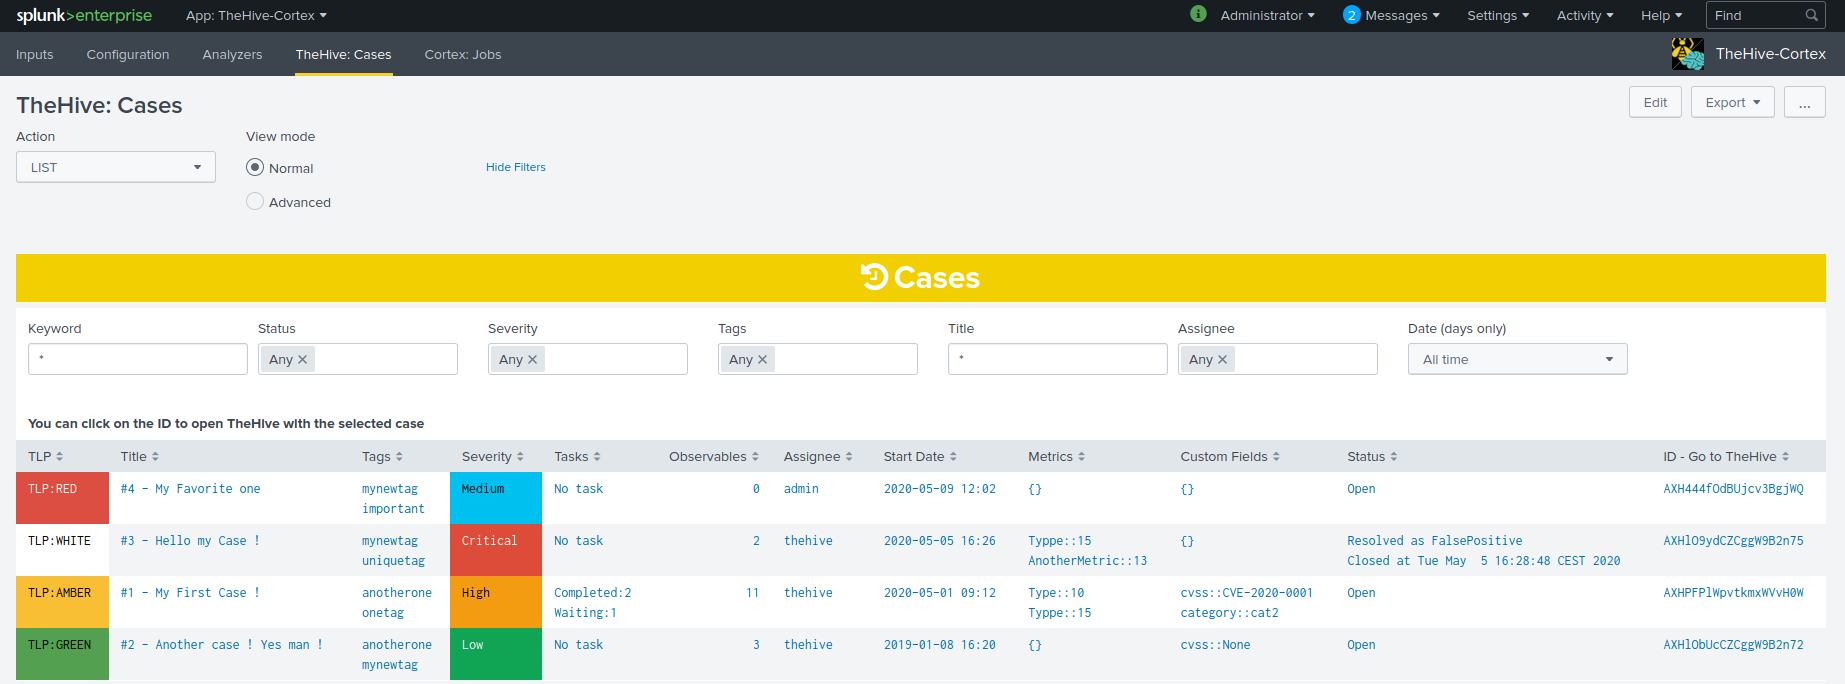 splunk>enterprise App: TheHive-Cortex i Administrator 2 Messages Settings Activity Help Find
Inputs Configuration Analyzers TheHive: Cases Cortex: Jobs TheHive-Cortex
TheHive: Cases Edit Export ...
Action View mode
LIST Normal Hide Filters
Advanced
Cases
Keyword Status Severity Tags Title Assignee Date (days only)
* Any Any Any * Any All time
You can click on the ID to open TheHive with the selected case
TLP Title Tags Severity Tasks Observables Assignee Start Date Metrics Custom Fields Status ID - Go to TheHive
TLP:RED #4 - My Favorite one mynewtag Medium No task 0 admin 2020-05-09 12:02 {} {} Open AXH444fOdBUjcv3BgjWQ
important
TLP:WHITE #3 - Hello my Case ! mynewtag Critical No task 2 thehive 2020-05-05 16:26 Typpe::15 {} Resolved as FalsePositive AXHlO9ydCZCggW9B2n75
uniquetag AnotherMetric::13 Closed at Tue May 5 16:28:48 CEST 2020
TLP:AMBER #1 - My First Case ! anotherone High Completed:2 11 thehive 2020-05-01 09:12 Type::10 cvss::CVE-2020-0001 Open AXHPFPlWpvtkmxWVvH0W
onetag Waiting:1 Typpe::15 category::cat2
TLP:GREEN #2 - Another case ! Yes man ! anotherone Low No task 3 thehive 2019-01-08 16:20 {} cvss::None Open AXHlObUcCZCggW9B2n72
mynewtag